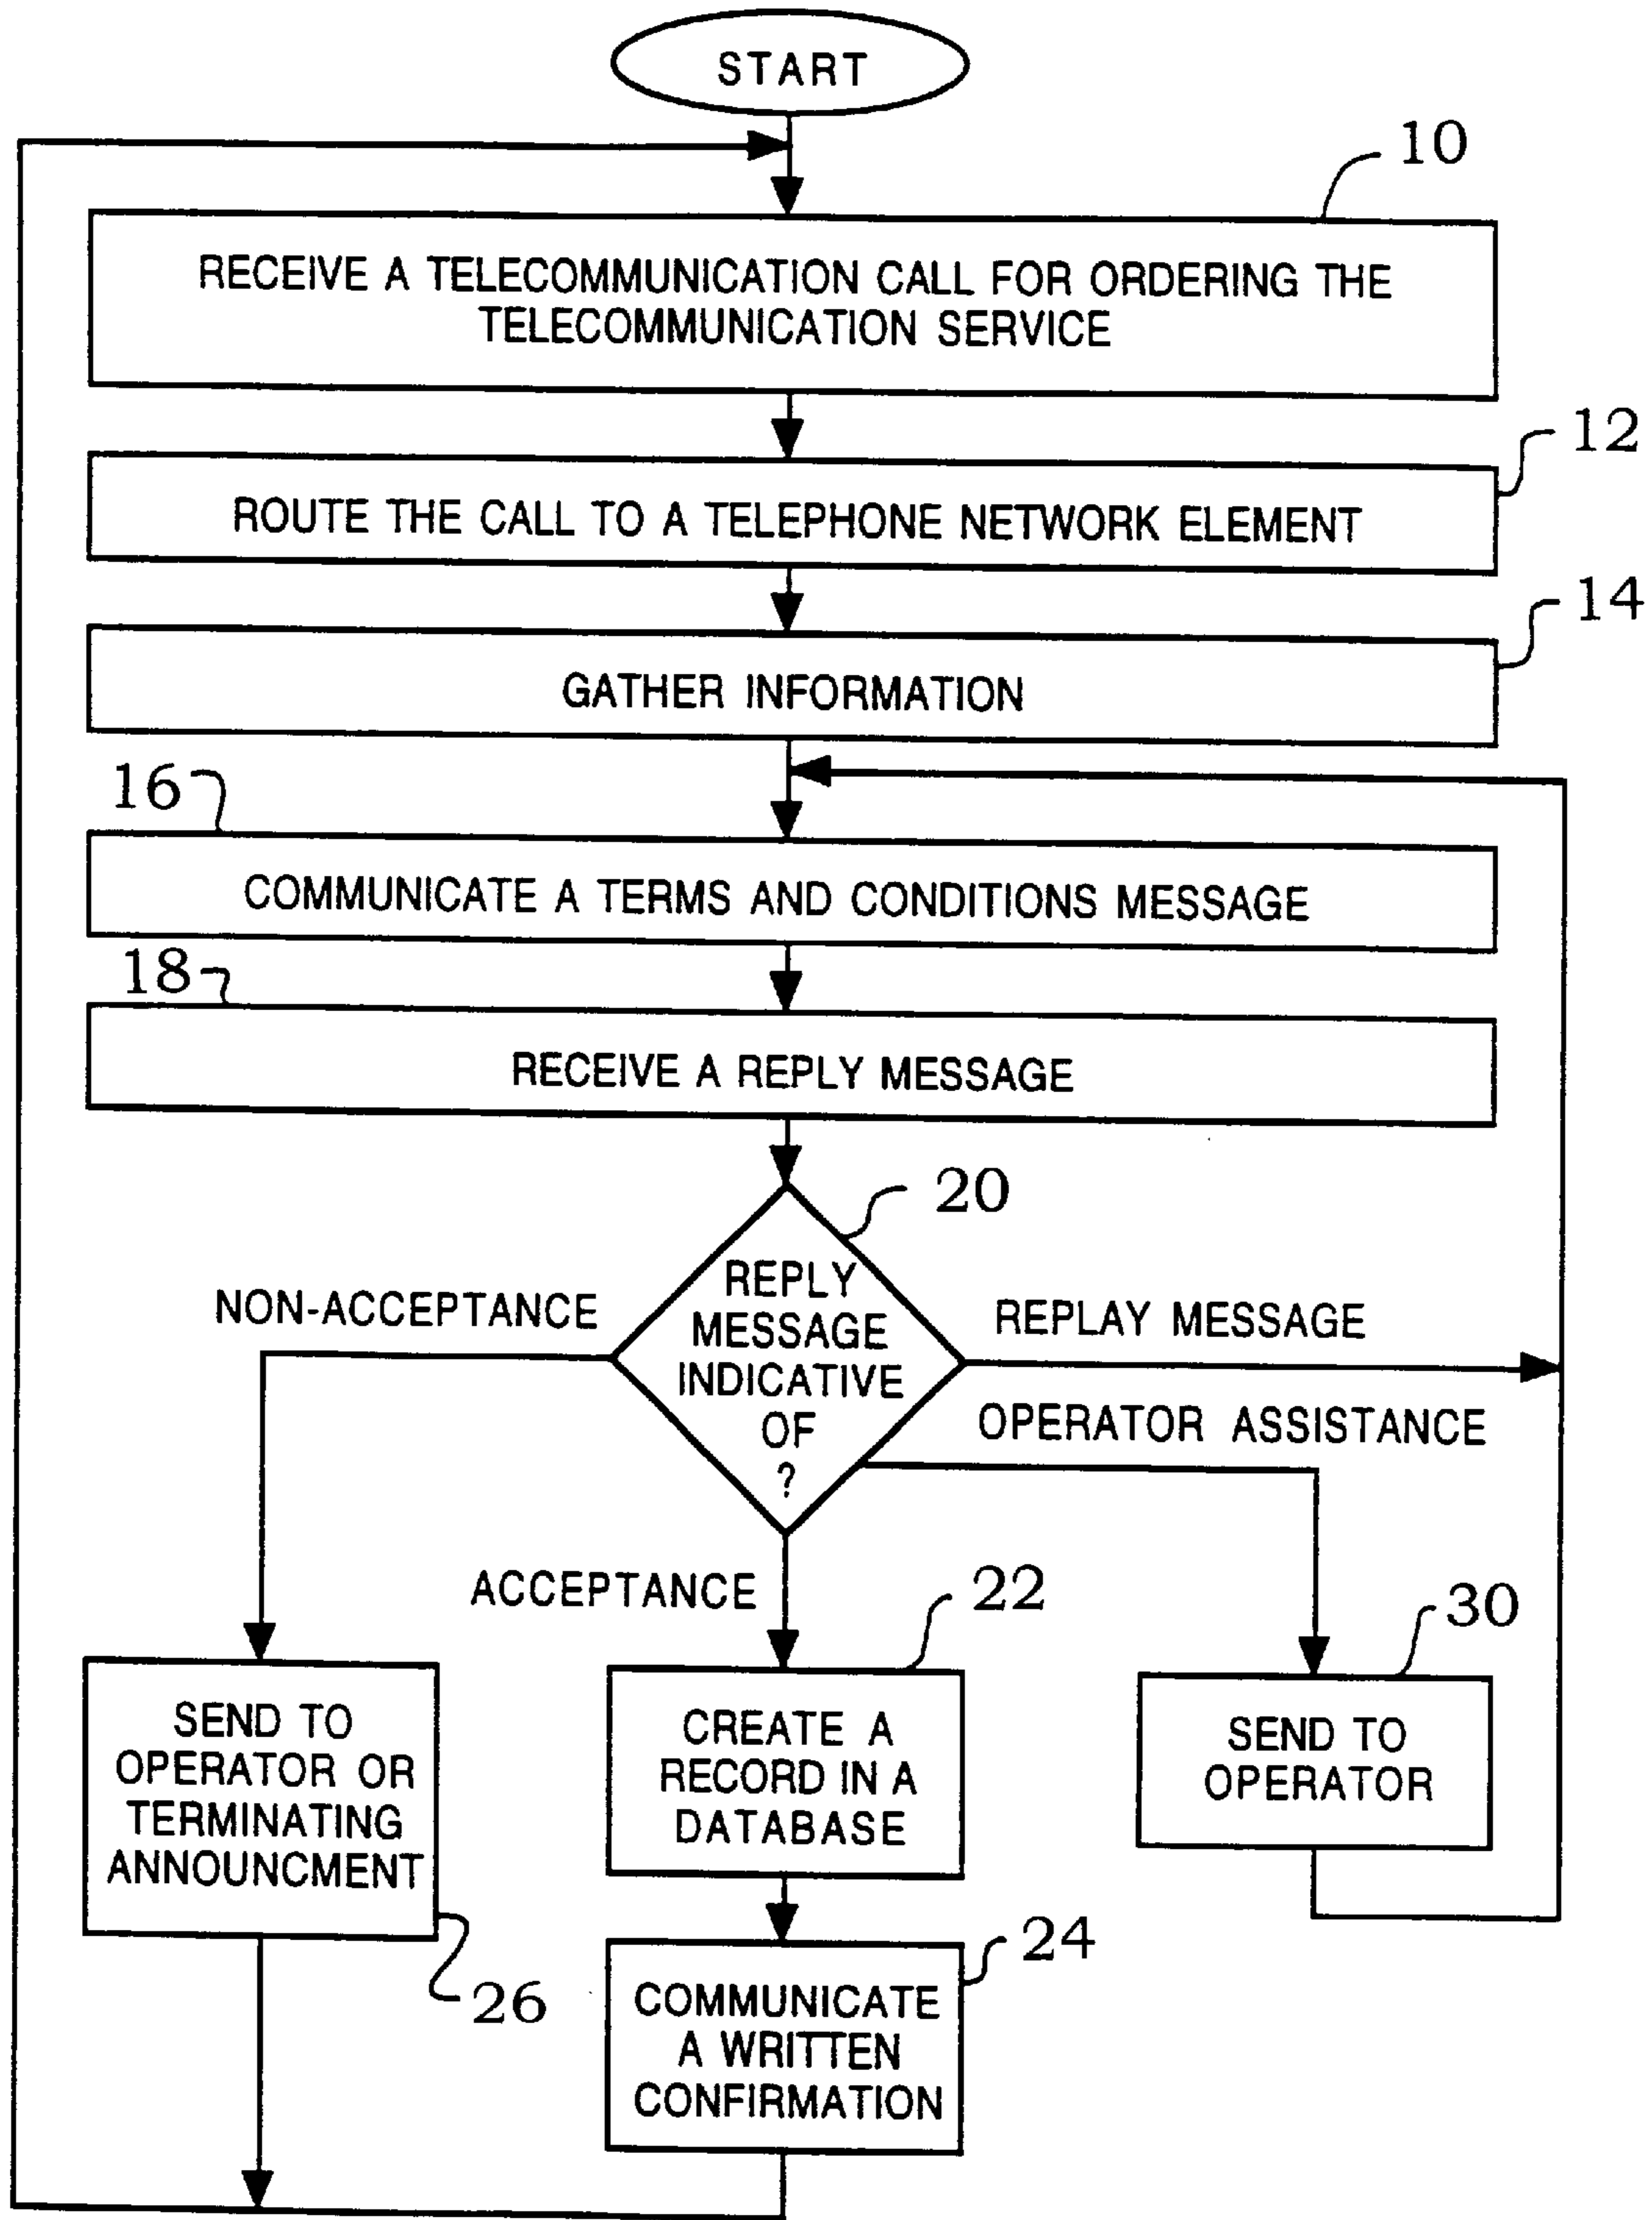 START
10
RECEIVE A TELECOMMUNICATION CALL FOR ORDERING THE
TELECOMMUNICATION SERVICE
12
ROUTE THE CALL TO A TELEPHONE NETWORK ELEMENT
14
GATHER INFORMATION
16
COMMUNICATE A TERMS AND CONDITIONS MESSAGE
18
RECEIVE A REPLY MESSAGE
20
REPLY
MESSAGE
INDICATIVE
OF
?
NON-ACCEPTANCE
REPLAY MESSAGE
OPERATOR ASSISTANCE
ACCEPTANCE
22
30
SEND TO
OPERATOR OR
TERMINATING
ANNOUNCMENT
26
CREATE A
RECORD IN A
DATABASE
SEND TO
OPERATOR
24
COMMUNICATE
A WRITTEN
CONFIRMATION